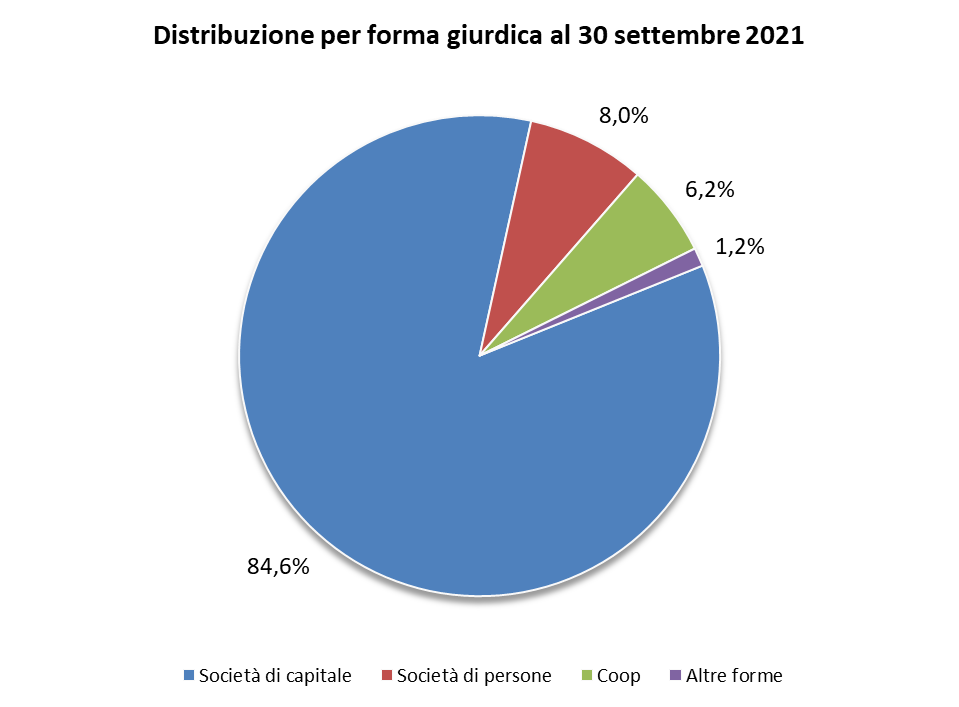 Distribuzione per forma giurdica al 30 settembre 2021
8,0%
6,2%
1,2%
84,6%
Società di capitale Società di persone Coop Altre forme